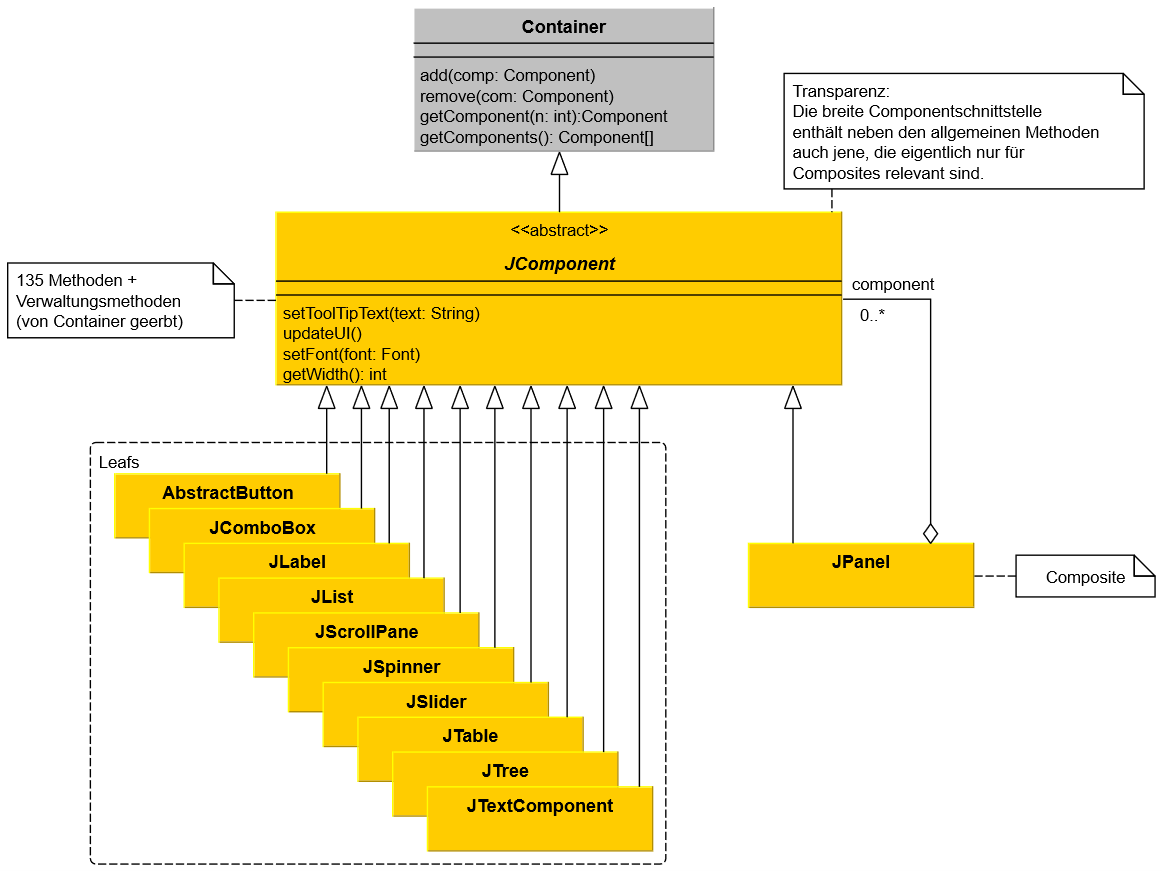 Container
add(comp: Component)
remove(com: Component)
getComponent(n: int):Component
getComponents(): Component[]
Transparenz:
Die breite Componentschnittstelle
enthält neben den allgemeinen Methoden
auch jene, die eigentlich nur für
Composites relevant sind.
<<abstract>>
JComponent
setToolTipText(text: String)
updateUI()
setFont(font: Font)
getWidth(): int
135 Methoden +
Verwaltungsmethoden
(von Container geerbt)
component
0..*
Leafs
AbstractButton
JComboBox
JLabel
JList
JScrollPane
JSpinner
JSlider
JTable
JTree
JTextComponent
JPanel
Composite